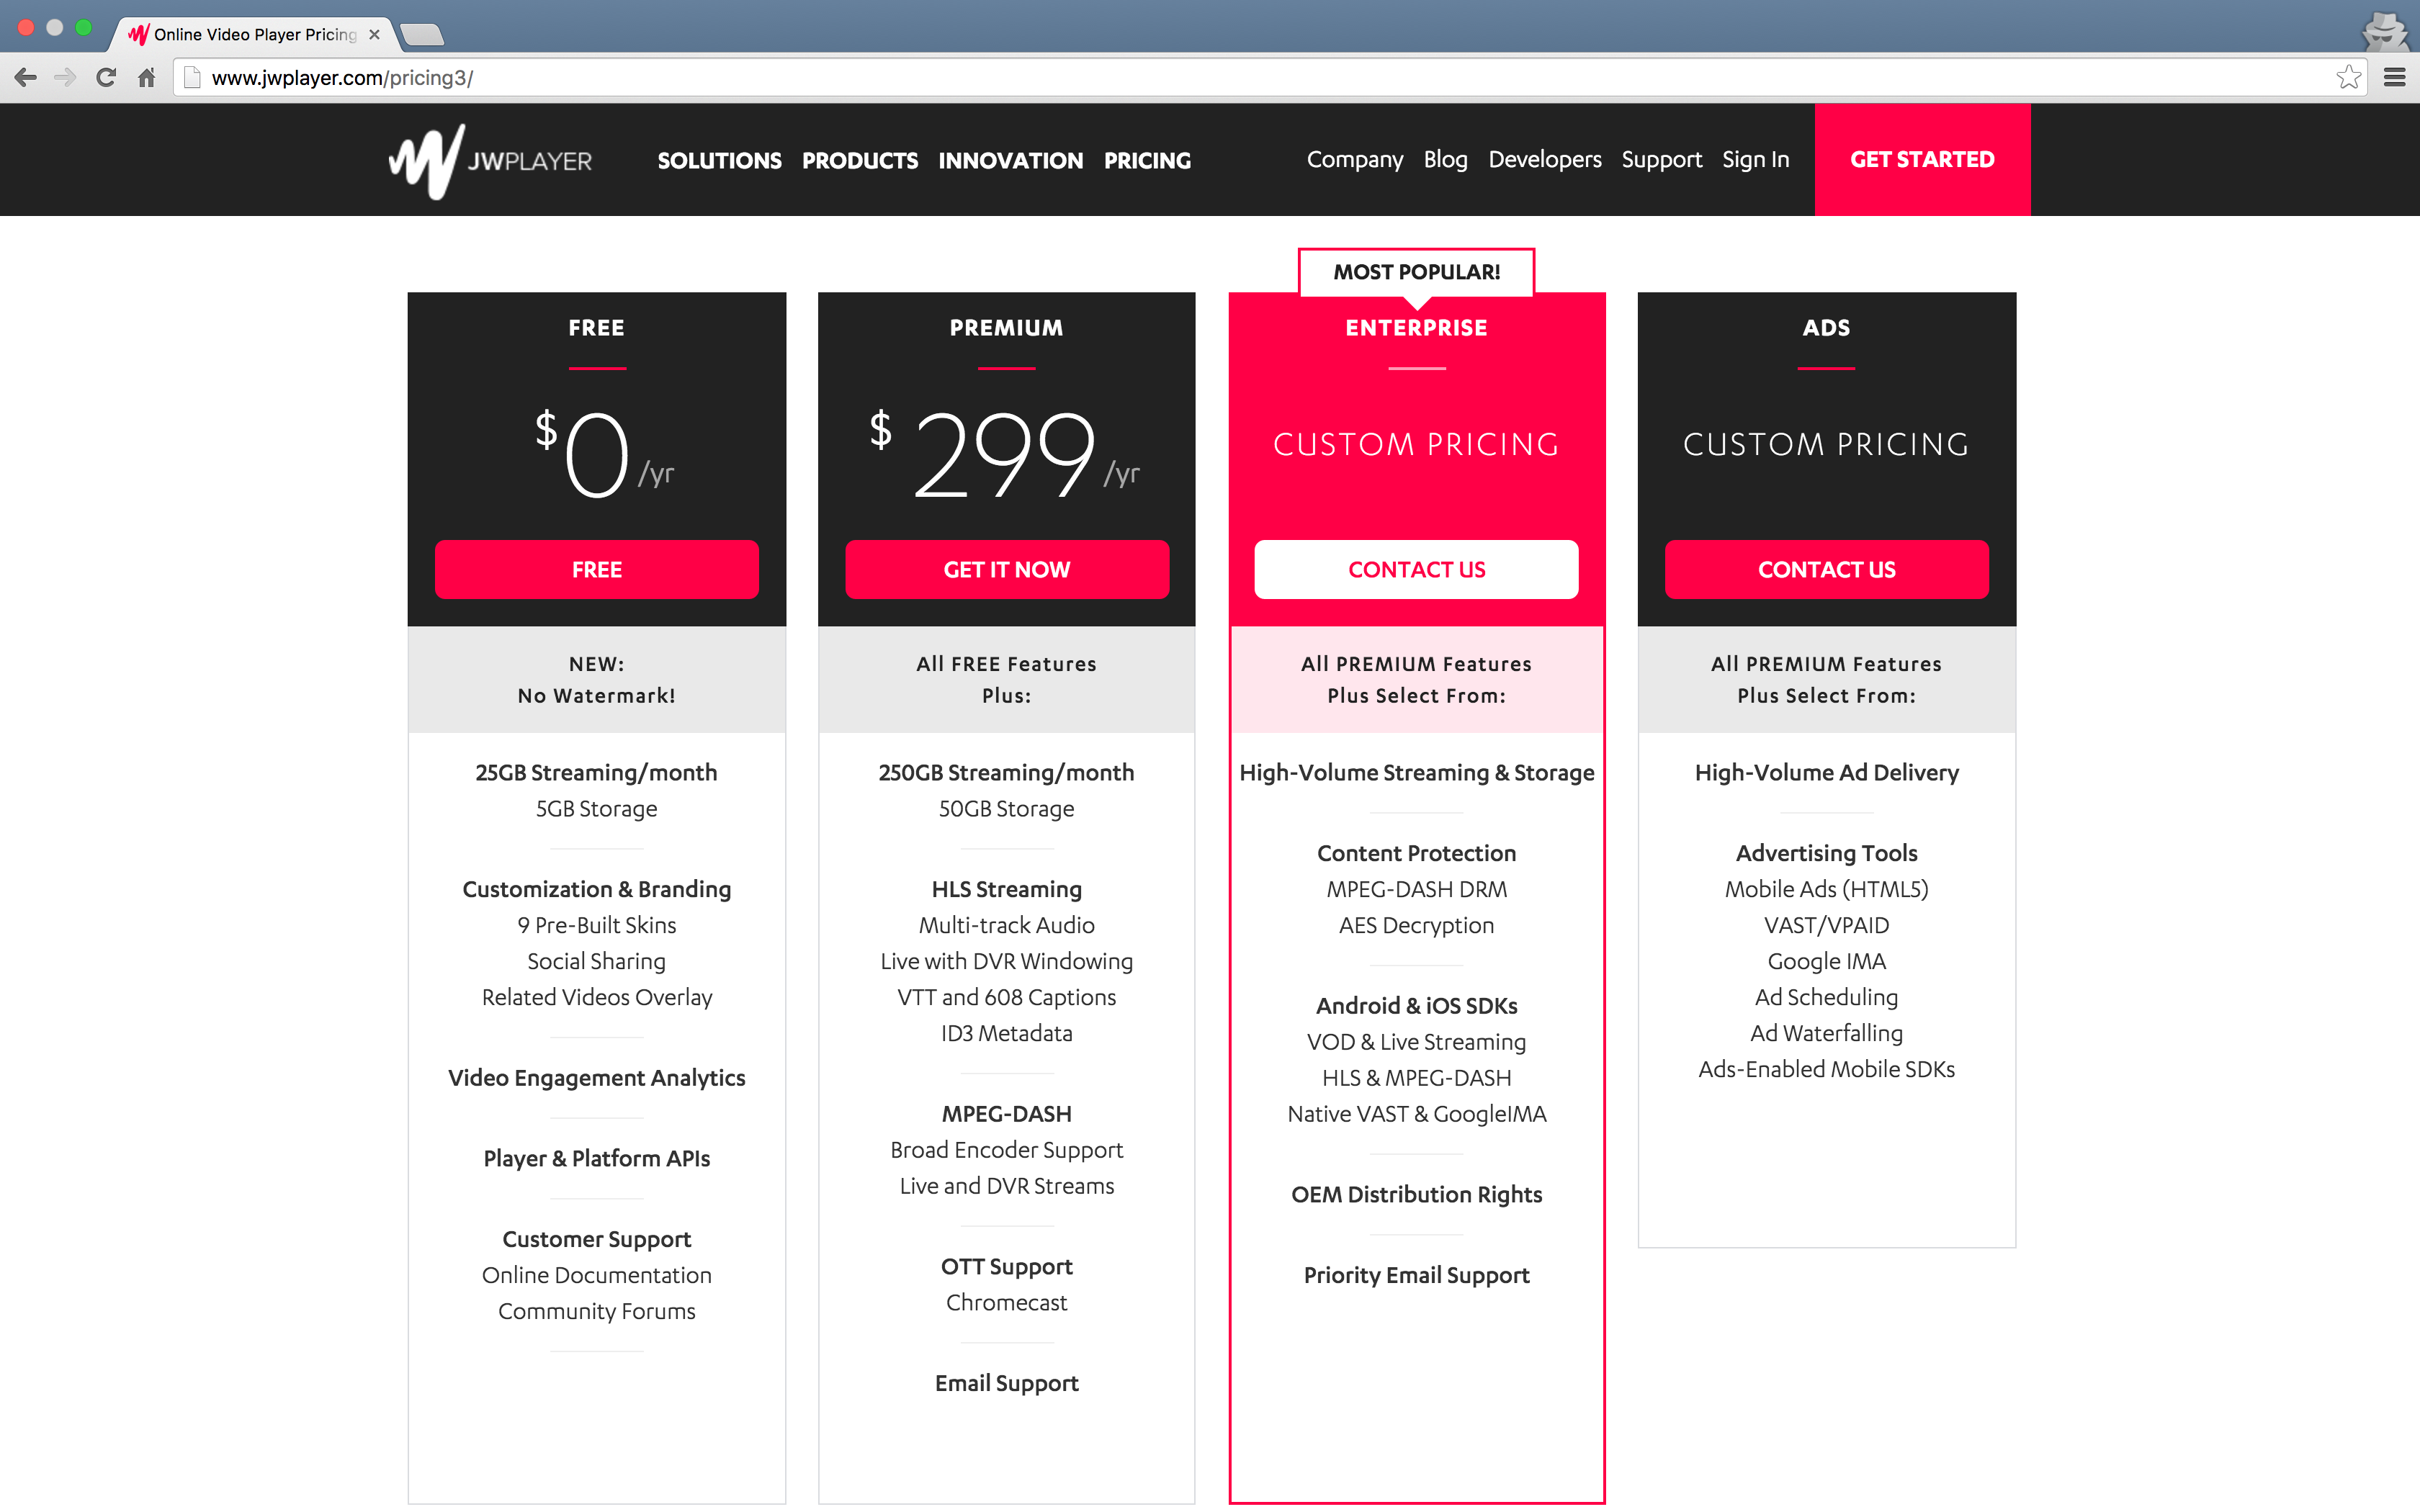 Online Video Player Pricing
www.jwplayer.com/pricing3/
JWPLAYER
SOLUTIONS PRODUCTS INNOVATION PRICING
Company Blog Developers Support Sign In
GET STARTED
FREE
$0/yr
FREE
NEW:
No Watermark!
25GB Streaming/month
5GB Storage
Customization & Branding
9 Pre-Built Skins
Social Sharing
Related Videos Overlay
Video Engagement Analytics
Player & Platform APIs
Customer Support
Online Documentation
Community Forums
PREMIUM
$ 299/yr
GET IT NOW
All FREE Features
Plus:
250GB Streaming/month
50GB Storage
HLS Streaming
Multi-track Audio
Live with DVR Windowing
VTT and 608 Captions
ID3 Metadata
MPEG-DASH
Broad Encoder Support
Live and DVR Streams
OTT Support
Chromecast
Email Support
MOST POPULAR!
ENTERPRISE
CUSTOM PRICING
CONTACT US
All PREMIUM Features
Plus Select From:
High-Volume Streaming & Storage
Content Protection
MPEG-DASH DRM
AES Decryption
Android & iOS SDKs
VOD & Live Streaming
HLS & MPEG-DASH
Native VAST & GoogleIMA
OEM Distribution Rights
Priority Email Support
ADS
CUSTOM PRICING
CONTACT US
All PREMIUM Features
Plus Select From:
High-Volume Ad Delivery
Advertising Tools
Mobile Ads (HTML5)
VAST/VPAID
Google IMA
Ad Scheduling
Ad Waterfalling
Ads-Enabled Mobile SDKs